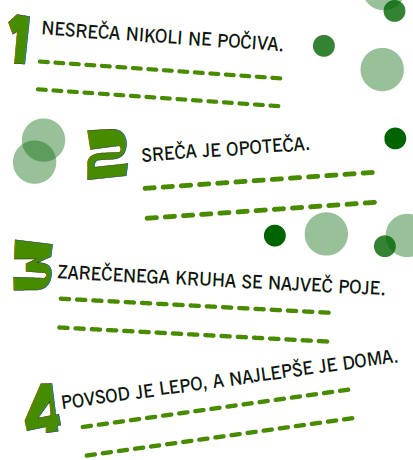 1 NESREČA NIKOLI NE POČIVA.
2 SREČA JE OPOTEČA.
3 ZAREČENEGA KRUHA SE NAJVEČ POJE.
4 POVSOD JE LEPO, A NAJLEPŠE JE DOMA.